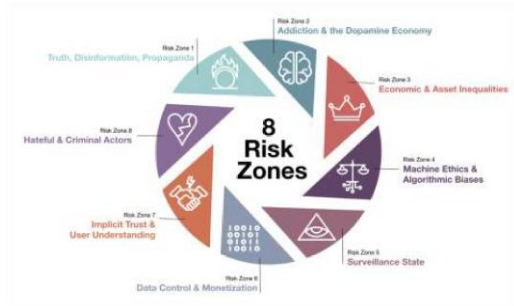 Risk Zone 1
Truth, Disinformation, Propaganda
Risk Zone 2
Addiction & the Dopamine Economy
Risk Zone 3
Economic & Asset Inequalities
Risk Zone 4
Machine Ethics &
Algorithmic Biases
Risk Zone 5
Surveillance State
Risk Zone 6
Data Control & Monetization
Risk Zone 7
Implicit Trust &
User Understanding
Risk Zone 8
Hateful & Criminal Actors
8
Risk
Zones
00101
01011